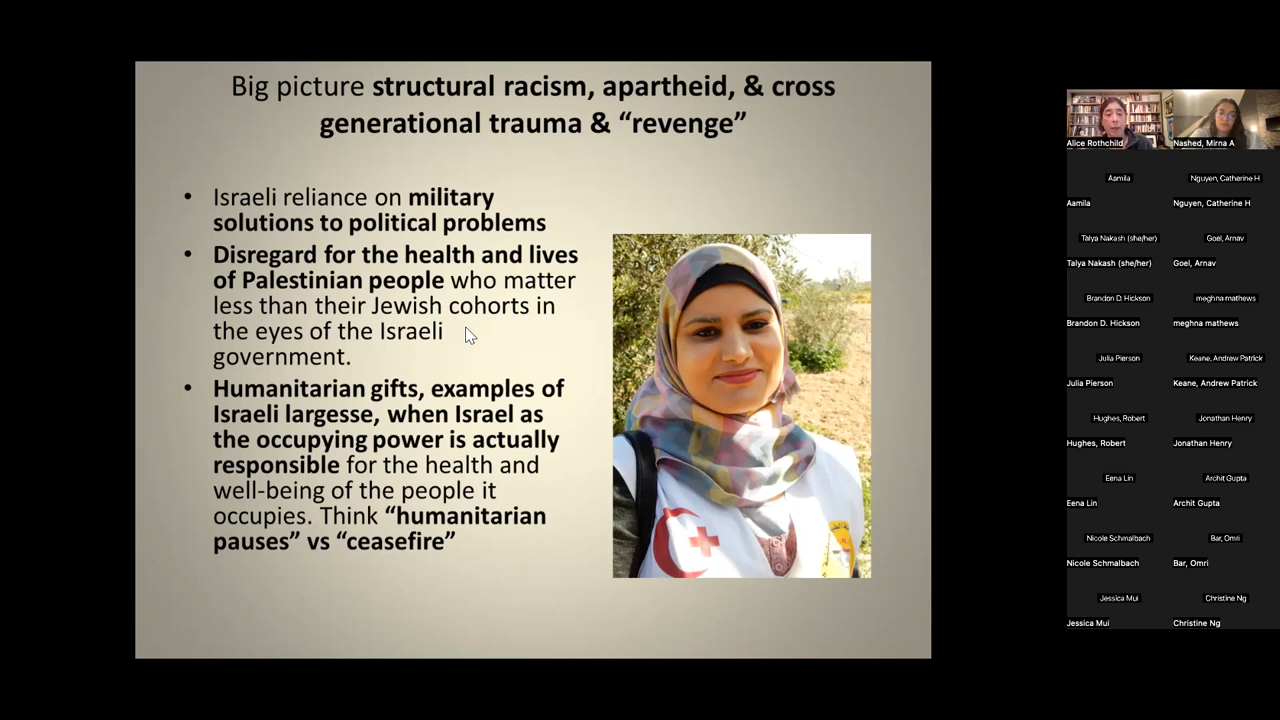 Big picture structural racism, apartheid, & cross
generational trauma & “revenge”
• Israeli reliance on military
solutions to political problems
• Disregard for the health and lives
of Palestinian people who matter
less than their Jewish cohorts in
the eyes of the Israeli
government.
• Humanitarian gifts, examples of
Israeli largesse, when Israel as
the occupying power is actually
responsible for the health and
well-being of the people it
occupies. Think “humanitarian
pauses” vs “ceasefire”
Alice Rothchild
Nashed, Mirna A
Aamila
Nguyen, Catherine H
Aamila
Nguyen, Catherine H
Talya Nakash (she/her)
Goel, Arnav
Talya Nakash (she/her)
Goel, Arnav
Brandon D. Hickson
meghna mathews
Brandon D. Hickson
meghna mathews
Julia Pierson
Keane, Andrew Patrick
Julia Pierson
Keane, Andrew Patrick
Hughes, Robert
Jonathan Henry
Hughes, Robert
Jonathan Henry
Eena Lin
Archit Gupta
Eena Lin
Archit Gupta
Nicole Schmalbach
Bar, Omri
Nicole Schmalbach
Bar, Omri
Jessica Mui
Christine Ng
Jessica Mui
Christine Ng